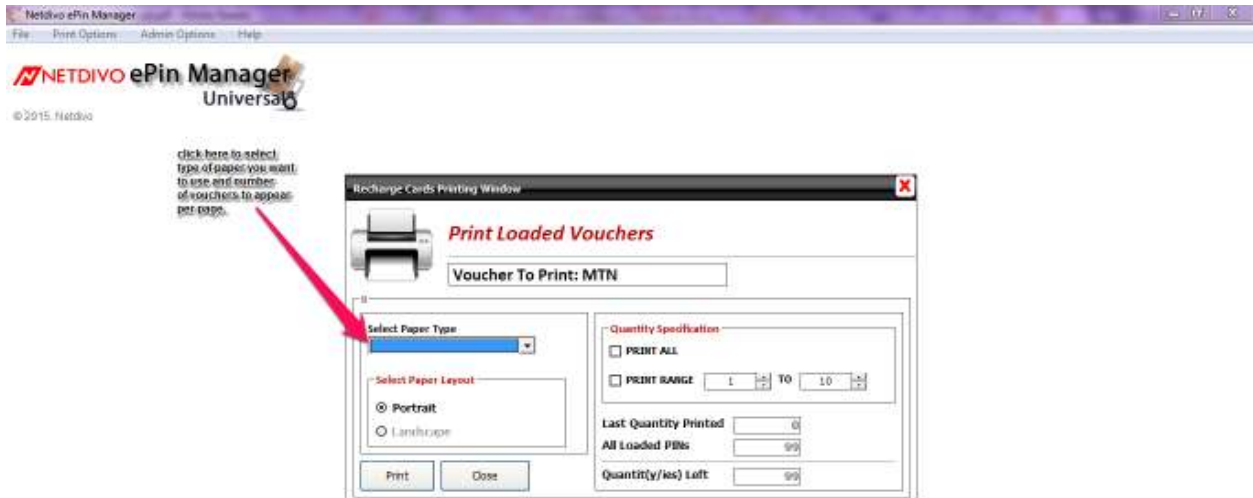 Netdivo ePin Manager
File Print Options Admin Options Help
NETDIVO ePin Manager
Universal
© 2015. Netdivo
click here to select
type of paper you want
to use and number
of vouchers to appear
per page.
Recharge Cards Printing Window
Print Loaded Vouchers
Voucher To Print: MTN
Select Paper Type
Select Paper Layout
Portrait
Landscape
Print Close
Quantity Specification
PRINT ALL
PRINT RANGE 1 TO 10
Last Quantity Printed 0
All Loaded PINs 99
Quantit(y/ies) Left 99